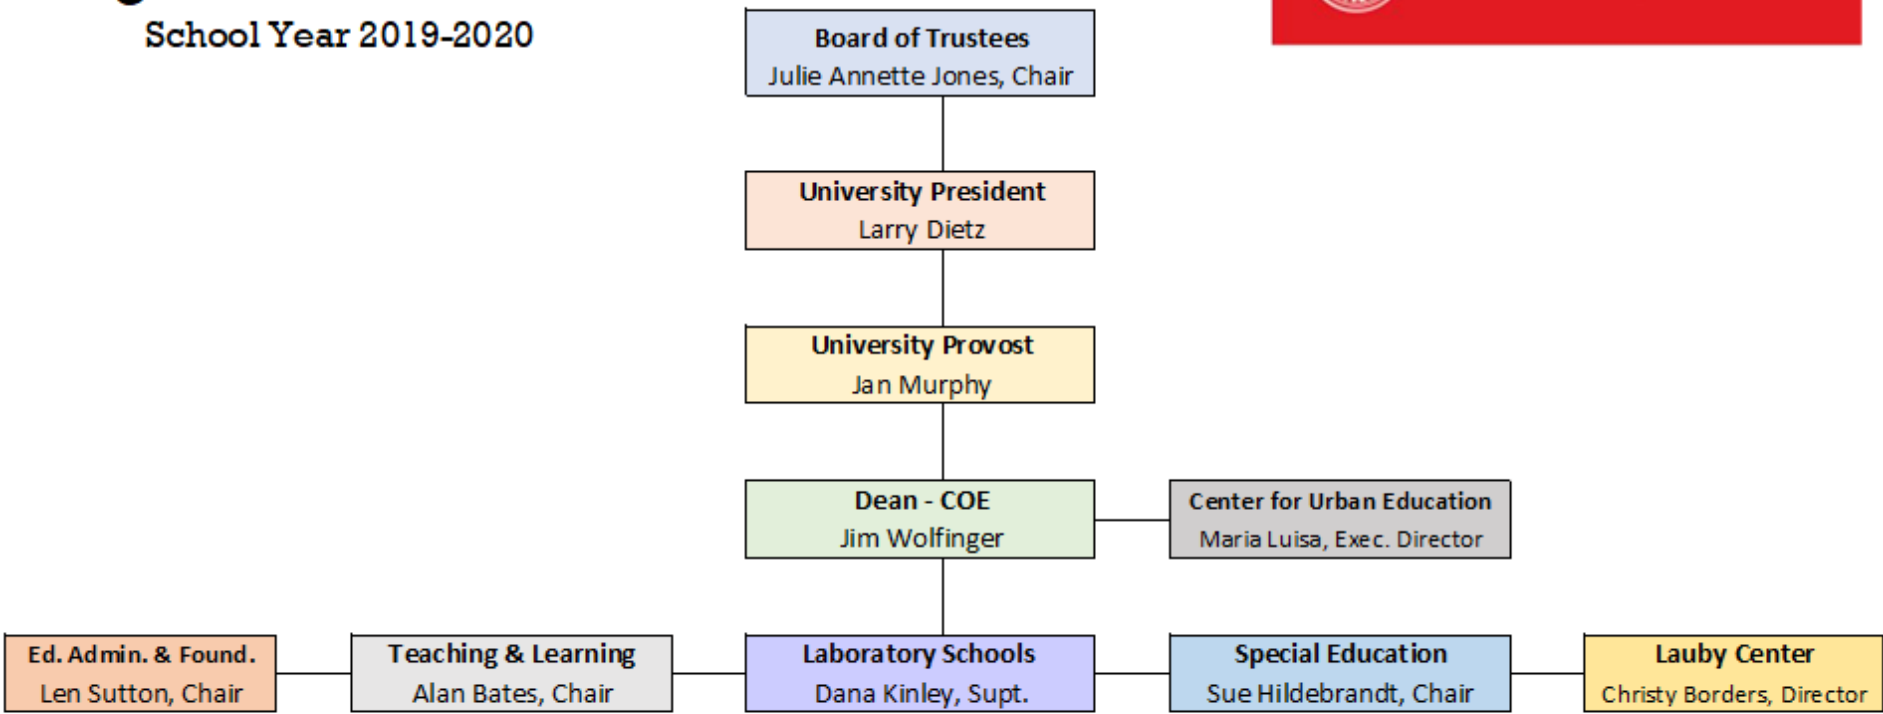 School Year 2019-2020
Board of Trustees
Julie Annette Jones, Chair
University President
Larry Dietz
University Provost
Jan Murphy
Dean - COE
Jim Wolfinger
Center for Urban Education
Maria Luisa, Exec. Director
Ed. Admin. & Found.
Len Sutton, Chair
Teaching & Learning
Alan Bates, Chair
Laboratory Schools
Dana Kinley, Supt.
Special Education
Sue Hildebrandt, Chair
Lauby Center
Christy Borders, Director